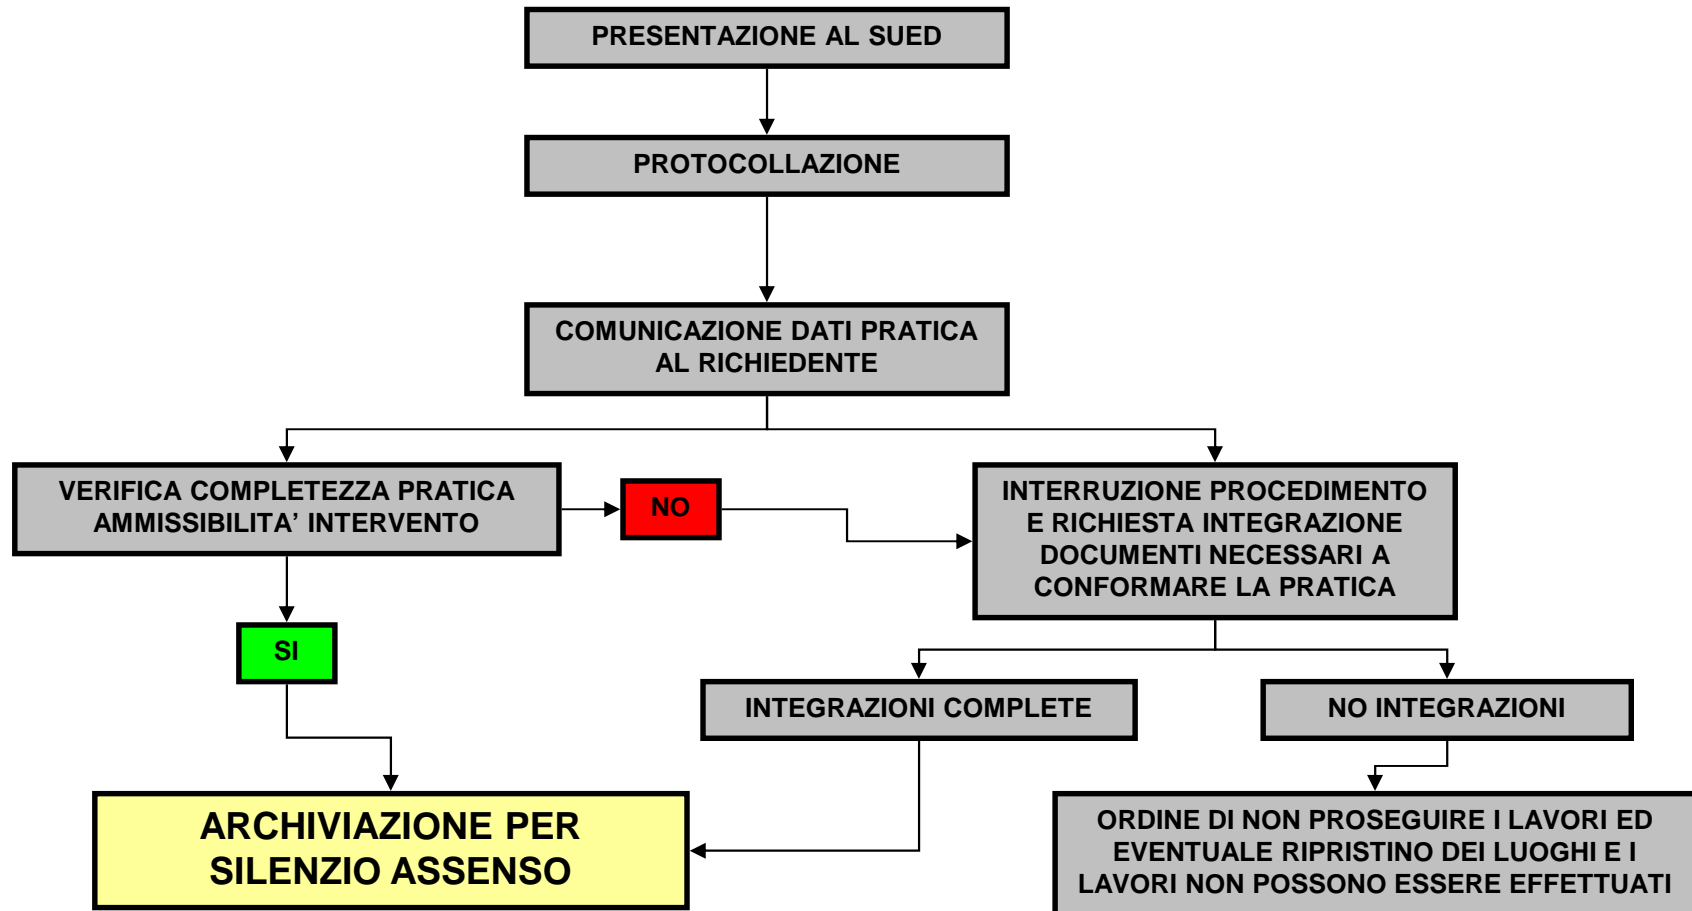 PRESENTAZIONE AL SUED
PROTOCOLLAZIONE
COMUNICAZIONE DATI PRATICA
AL RICHIEDENTE
VERIFICA COMPLETEZZA PRATICA
AMMISSIBILITA’ INTERVENTO
NO
INTERRUZIONE PROCEDIMENTO
E RICHIESTA INTEGRAZIONE
DOCUMENTI NECESSARI A
CONFORMARE LA PRATICA
SI
INTEGRAZIONI COMPLETE
NO INTEGRAZIONI
ARCHIVIAZIONE PER
SILENZIO ASSENSO
ORDINE DI NON PROSEGUIRE I LAVORI ED
EVENTUALE RIPRISTINO DEI LUOGHI E I
LAVORI NON POSSONO ESSERE EFFETTUATI